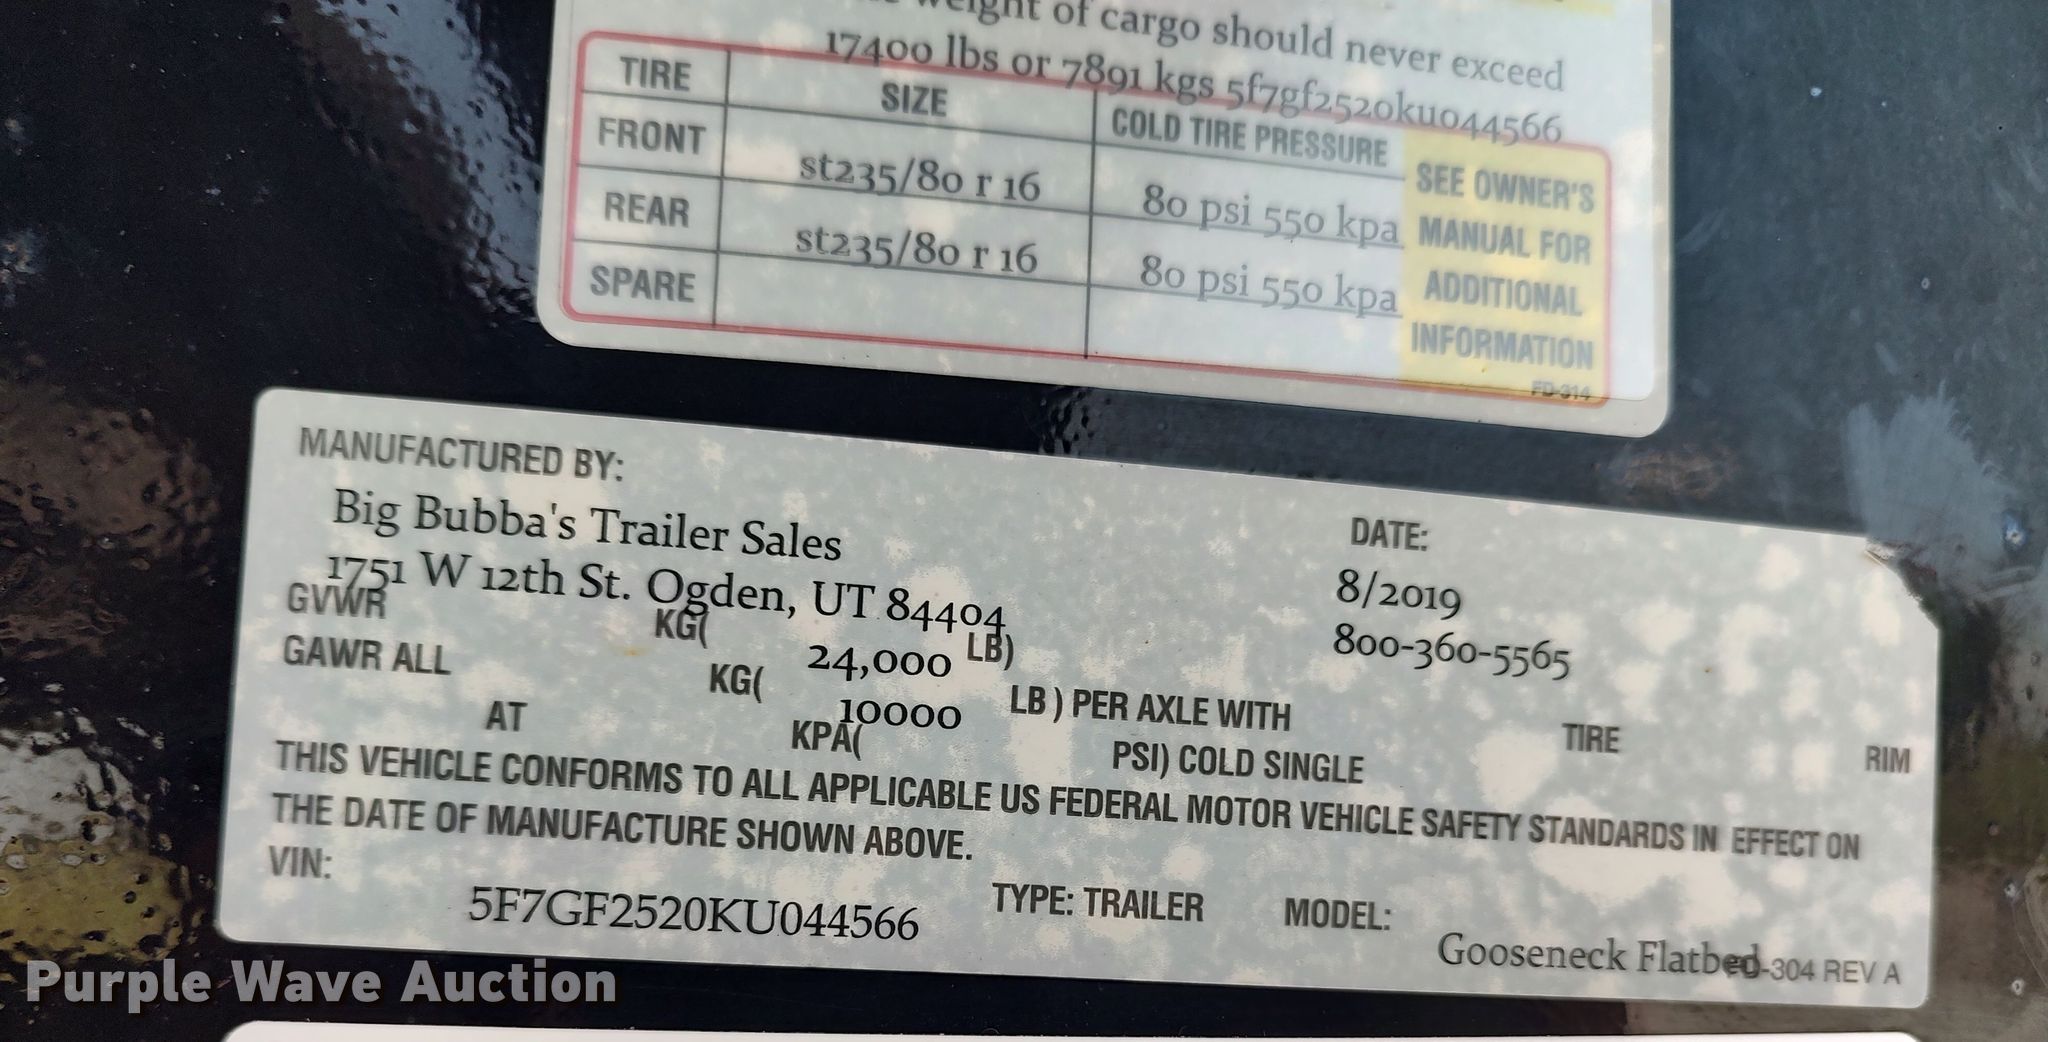 weight of cargo should never exceed
17400 lbs or 7891 kgs 5f7gf2520ku044566
TIRE SIZE COLD TIRE PRESSURE
FRONT st235/80 r 16 80 psi 550 kpa
REAR st235/80 r 16 80 psi 550 kpa
SPARE
SEE OWNER'S
MANUAL FOR
ADDITIONAL
INFORMATION
FD-314
MANUFACTURED BY: DATE:
Big Bubba's Trailer Sales 8/2019
1751 W 12th St. Ogden, UT 84404 800-360-5565
GVWR KG( 24,000 LB)
GAWR ALL KG( 10000 LB) PER AXLE WITH TIRE RIM
AT KPA( PSI) COLD SINGLE
THIS VEHICLE CONFORMS TO ALL APPLICABLE US FEDERAL MOTOR VEHICLE SAFETY STANDARDS IN EFFECT ON
THE DATE OF MANUFACTURE SHOWN ABOVE.
VIN: 5F7GF2520KU044566 TYPE: TRAILER MODEL: Gooseneck Flatbed
FD-304 REV A
Purple Wave Auction